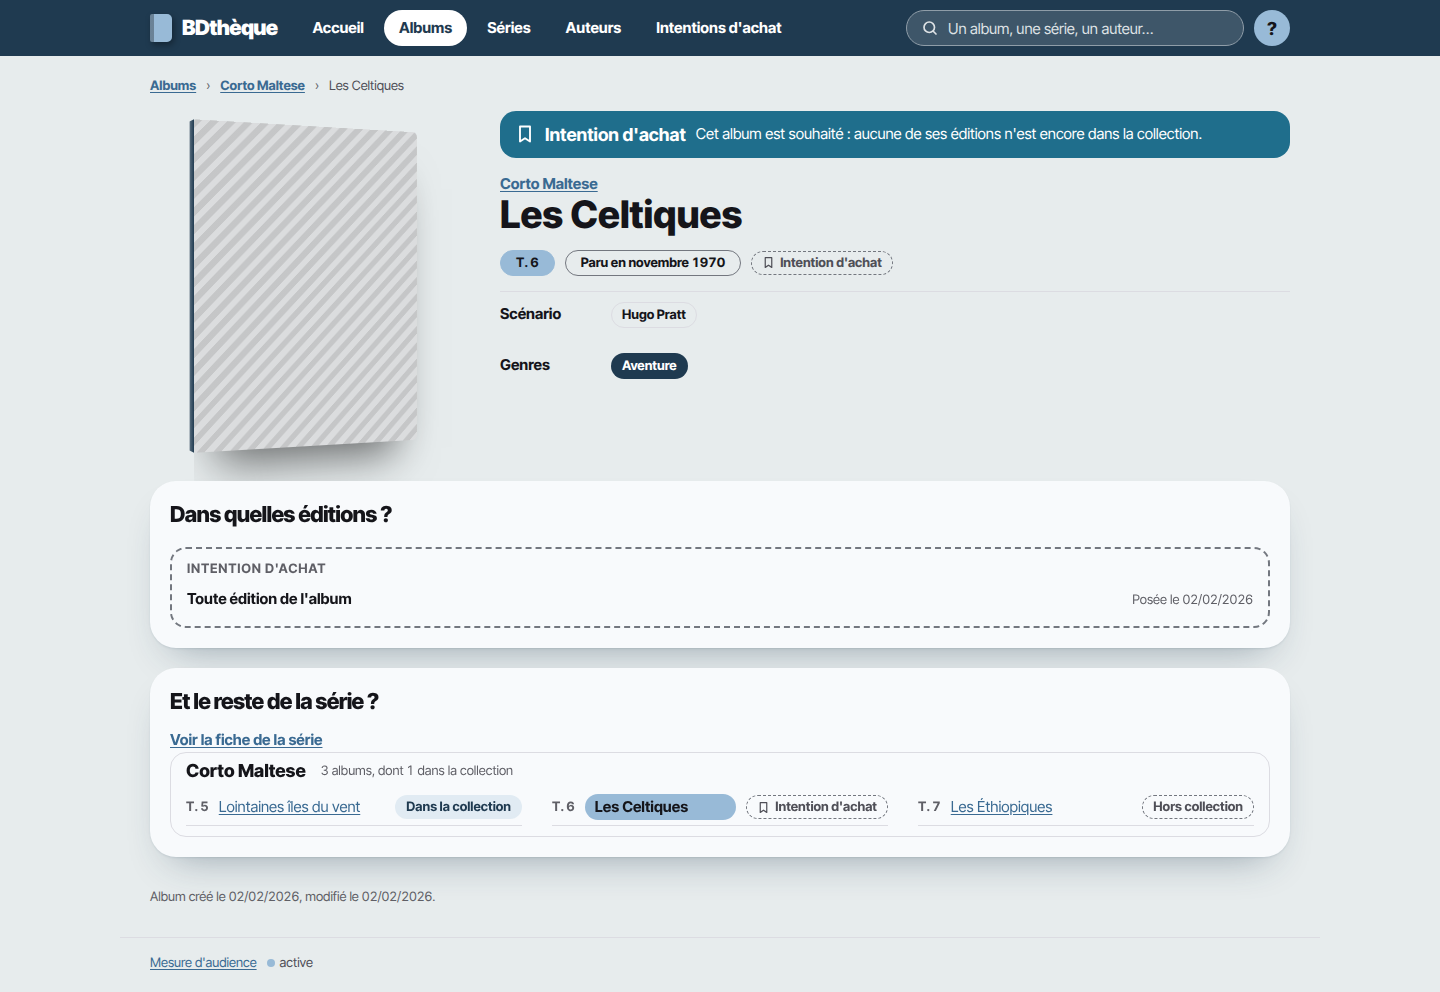 BDthèque Accueil Albums Séries Auteurs Intentions d'achat Un album, une série, un auteur... ?
Albums › Corto Maltese › Les Celtiques
Intention d'achat Cet album est souhaité : aucune de ses éditions n'est encore dans la collection.
Corto Maltese
Les Celtiques
T. 6 Paru en novembre 1970 Intention d'achat
Scénario Hugo Pratt
Genres Aventure
Dans quelles éditions ?
INTENTION D'ACHAT
Toute édition de l'album Posée le 02/02/2026
Et le reste de la série ?
Voir la fiche de la série
Corto Maltese 3 albums, dont 1 dans la collection
T. 5 Lointaines îles du vent Dans la collection T. 6 Les Celtiques Intention d'achat T. 7 Les Éthiopiques Hors collection
Album créé le 02/02/2026, modifié le 02/02/2026.
Mesure d'audience active